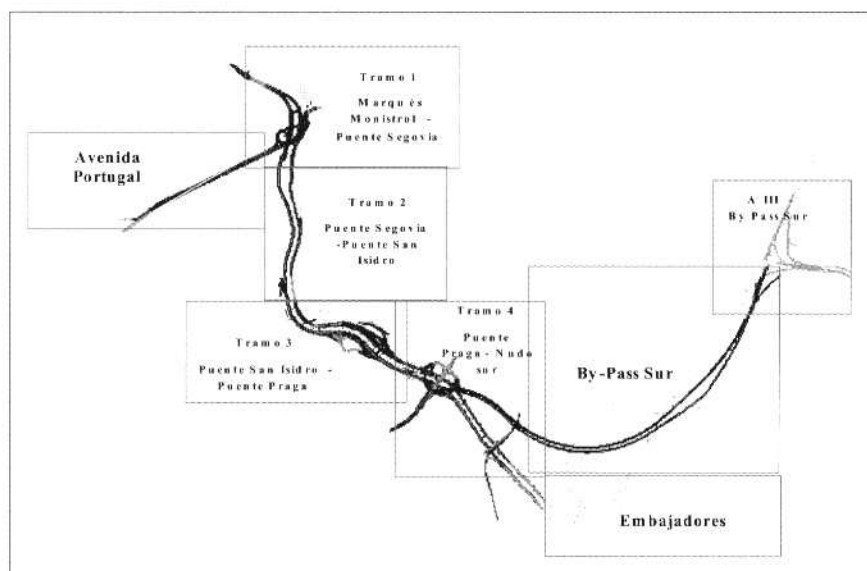 Tramo 1
Marqués
Monistrol -
Puente Segovia
Avenida
Portugal
Tramo 2
Puente Segovia
-Puente San
Isidro
A III
By Pass Sur
Tramo 3
Puente San Isidro -
Puente Praga
Tramo 4
Puente
Praga - Nudo
sur
By-Pass Sur
Embajadores